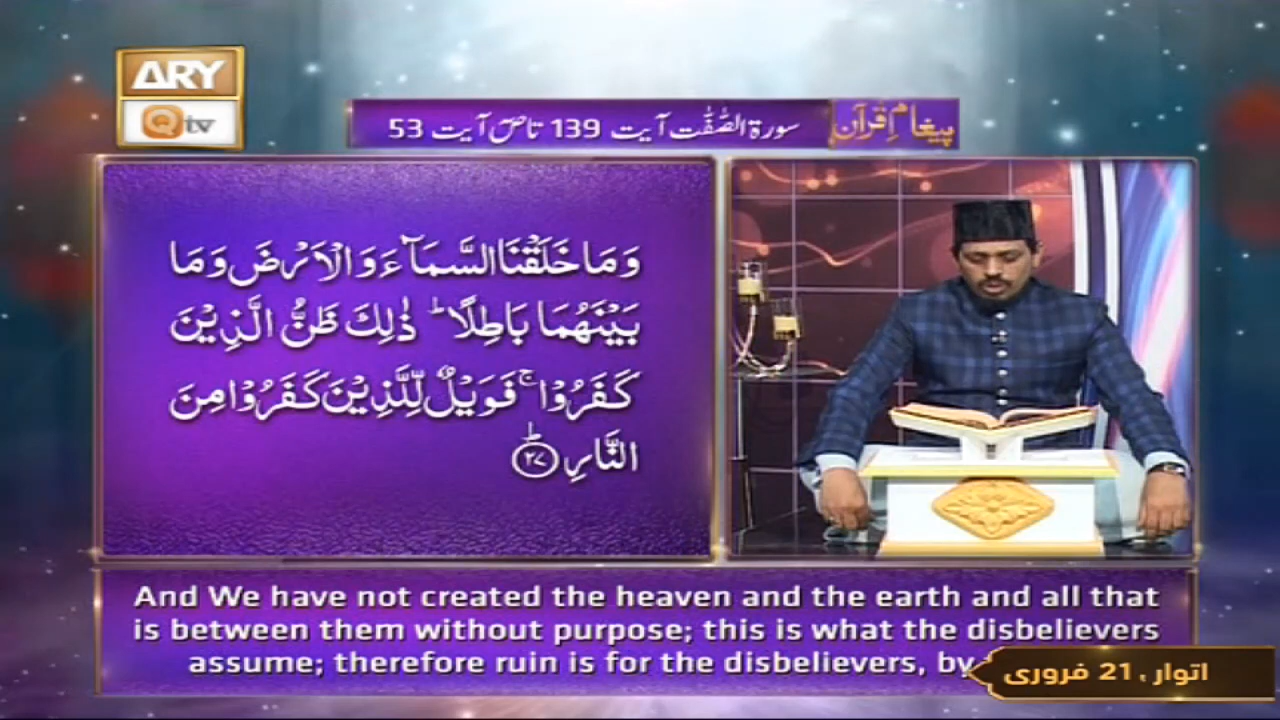 ARY
Qtv
پیغامِ قرآن
سورۃ الصّٰفّٰت آیت 139 تا صٓ آیت 53
وَمَا خَلَقْنَا السَّمَآءَ وَالْاَرْضَ وَمَا
بَيْنَهُمَا بَاطِلًا ؕ ذٰلِكَ ظَنُّ الَّذِيْنَ
كَفَرُوْا ۚ فَوَيْلٌ لِّلَّذِيْنَ كَفَرُوْا مِنَ
النَّارِ ؕ ﴿۲۷﴾
And We have not created the heaven and the earth and all that
is between them without purpose; this is what the disbelievers
assume; therefore ruin is for the disbelievers, by
اتوار، 21 فروری